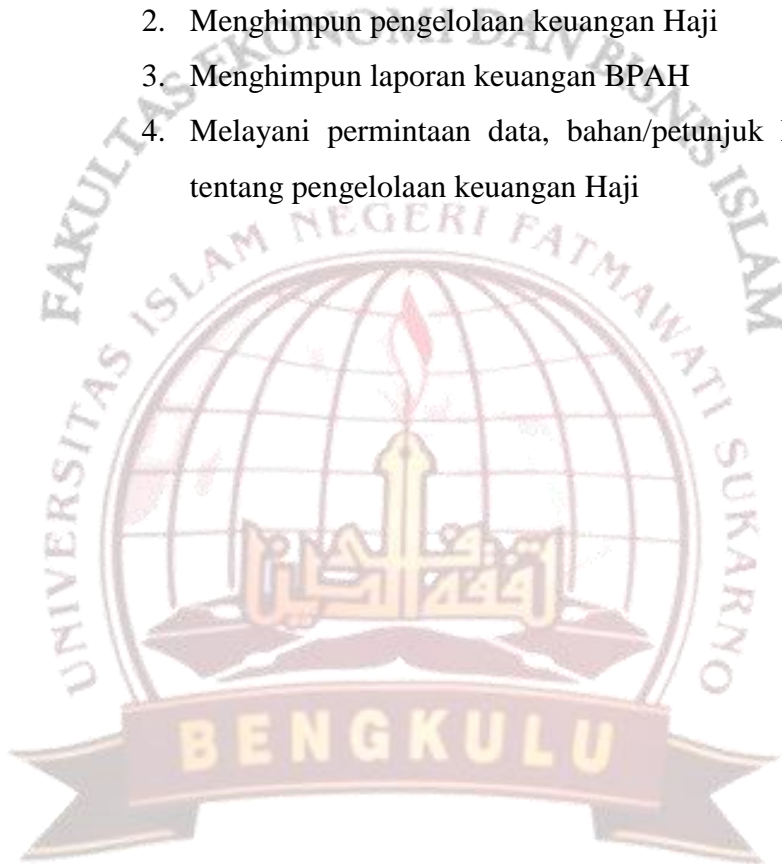 2. Menghimpun pengelolaan keuangan Haji
3. Menghimpun laporan keuangan BPAH
4. Melayani permintaan data, bahan/petunjuk
tentang pengelolaan keuangan Haji
FAKULTAS EKONOMI DAN BISNIS ISLAM
UNIVERSITAS ISLAM NEGERI FATMAWATI SUKARNO
BENGKULU